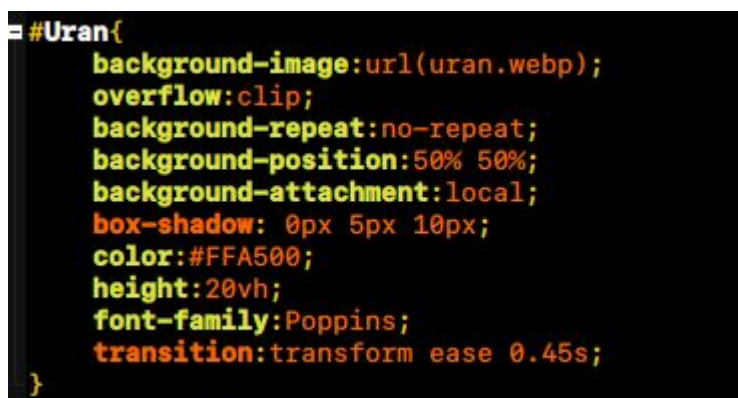 #Uran{
background-image:url(uran.webp);
overflow:clip;
background-repeat:no-repeat;
background-position:50% 50%;
background-attachment:local;
box-shadow: 0px 5px 10px;
color:#FFA500;
height:20vh;
font-family:Poppins;
transition:transform ease 0.45s;
}